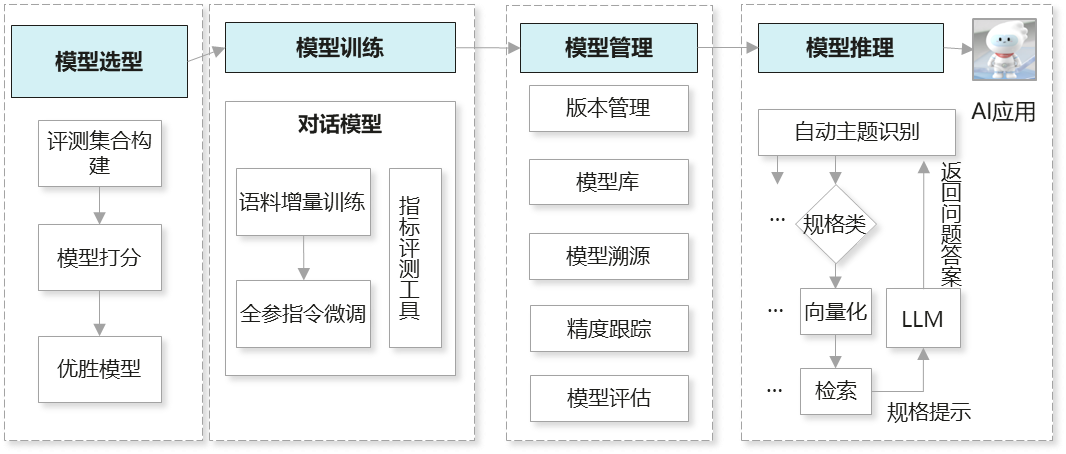 模型选型
评测集合构
建
模型打分
优胜模型
模型训练
对话模型
语料增量训练
全参指令微调
指标评测工具
模型管理
版本管理
模型库
模型溯源
精度跟踪
模型评估
模型推理
AI应用
自动主题识别
...
规格类
...
向量化
...
检索
规格提示
LLM
返回问题答案